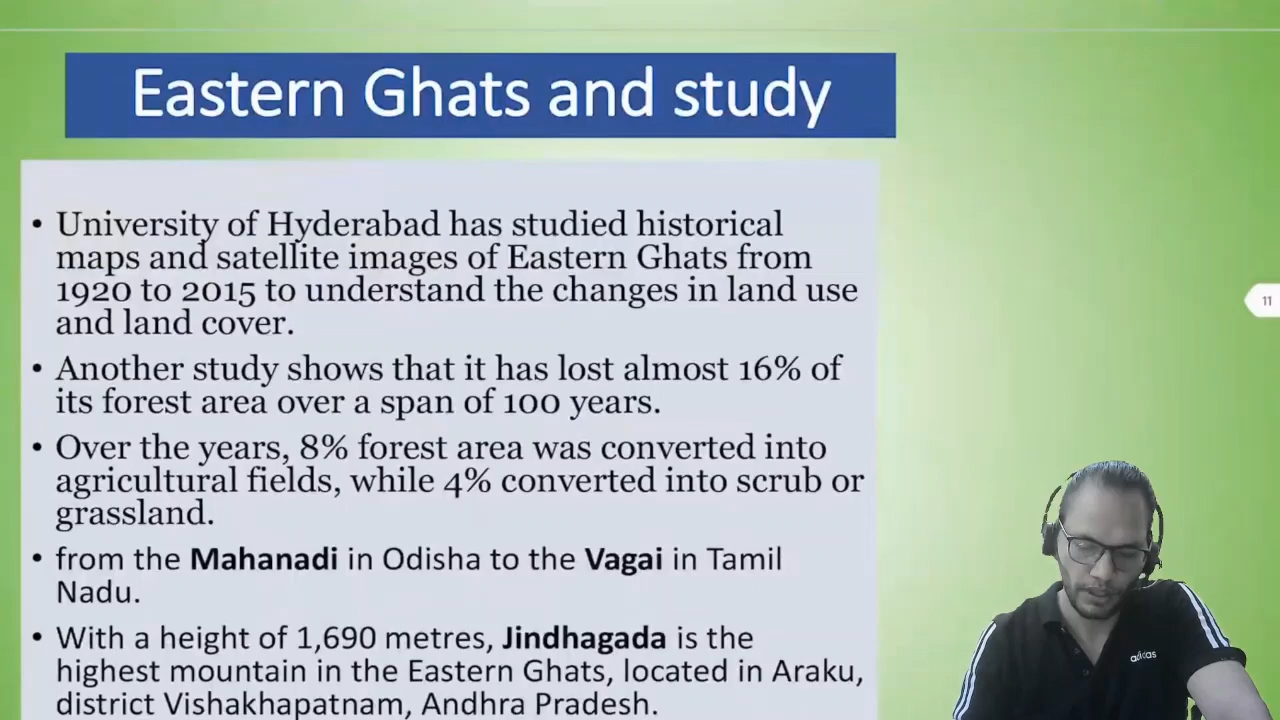 Eastern Ghats and study
• University of Hyderabad has studied historical
maps and satellite images of Eastern Ghats from
1920 to 2015 to understand the changes in land use
and land cover.
11
• Another study shows that it has lost almost 16% of
its forest area over a span of 100 years.
• Over the years, 8% forest area was converted into
agricultural fields, while 4% converted into scrub or
grassland.
• from the Mahanadi in Odisha to the Vagai in Tamil
Nadu.
• With a height of 1,690 metres, Jindhagada is the
highest mountain in the Eastern Ghats, located in Araku,
district Vishakhapatnam, Andhra Pradesh.
adidas